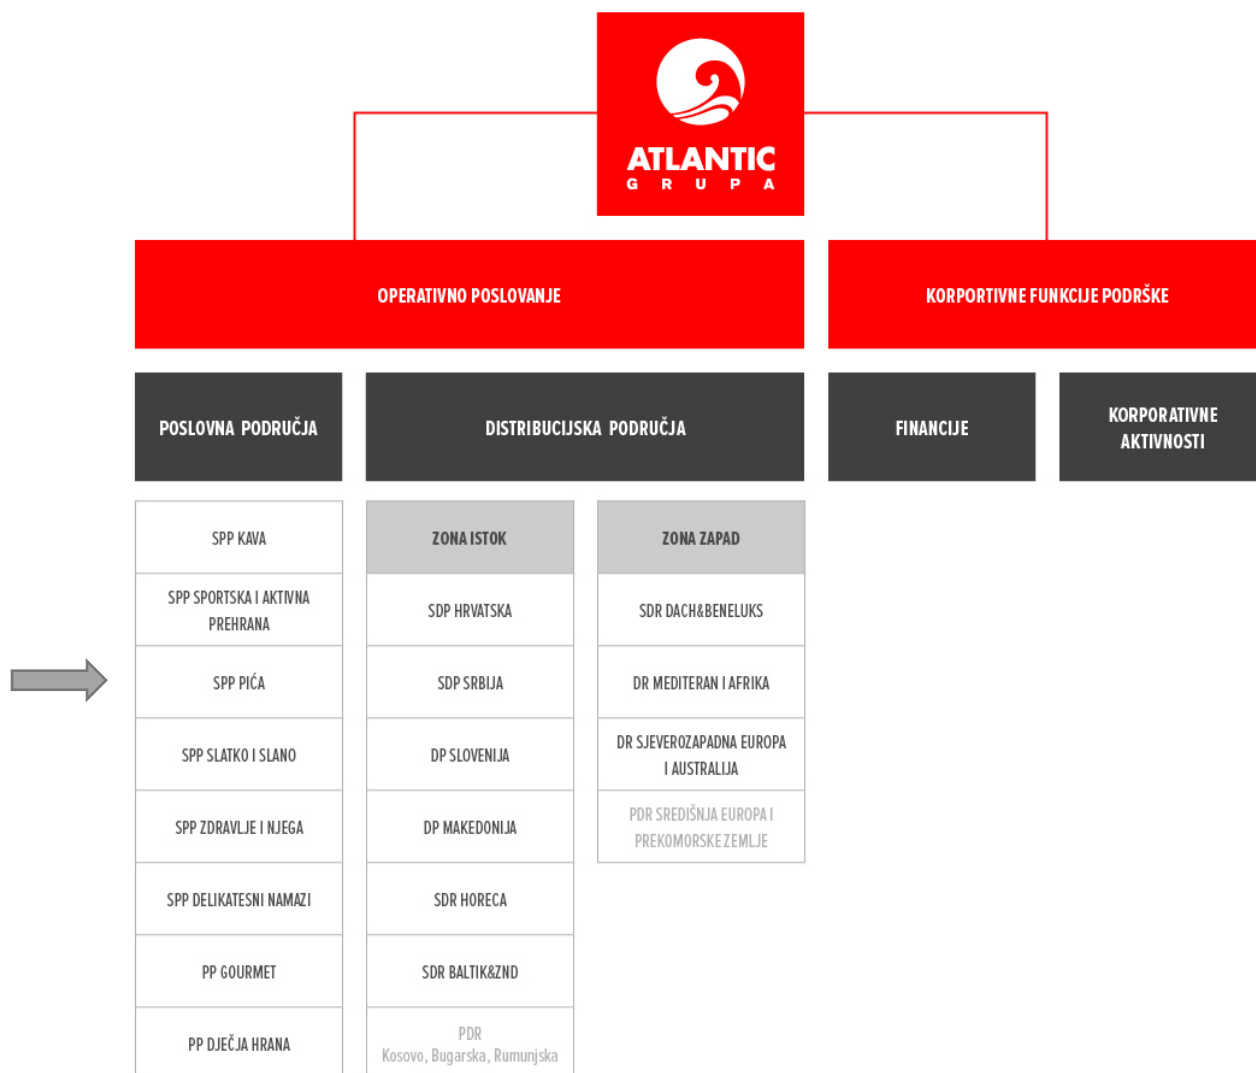 ATLANTIC
GRUPA
OPERATIVNO POSLOVANJE
KORPORTIVNE FUNKCIJE PODRŠKE
POSLOVNA PODRUČJA
DISTRIBUCIJSKA PODRUČJA
FINANCIJE
KORPORATIVNE
AKTIVNOSTI
SPP KAVA
SPP SPORTSKA I AKTIVNA
PREHRANA
SPP PIĆA
SPP SLATKO I SLANO
SPP ZDRAVLJE I NJEGA
SPP DELIKATESNI NAMAZI
PP GOURMET
PP DJEČJA HRANA
ZONA ISTOK
SDP HRVATSKA
SDP SRBIJA
DP SLOVENIJA
DP MAKEDONIJA
SDR HORECA
SDR BALTIK&ZND
PDR
Kosovo, Bugarska, Rumunjska
ZONA ZAPAD
SDR DACH&BENELUKS
DR MEDITERAN I AFRIKA
DR SJEVEROZAPADNA EUROPA
I AUSTRALIJA
PDR SREDIŠNJA EUROPA I
PREKOMORSKE ZEMLJE